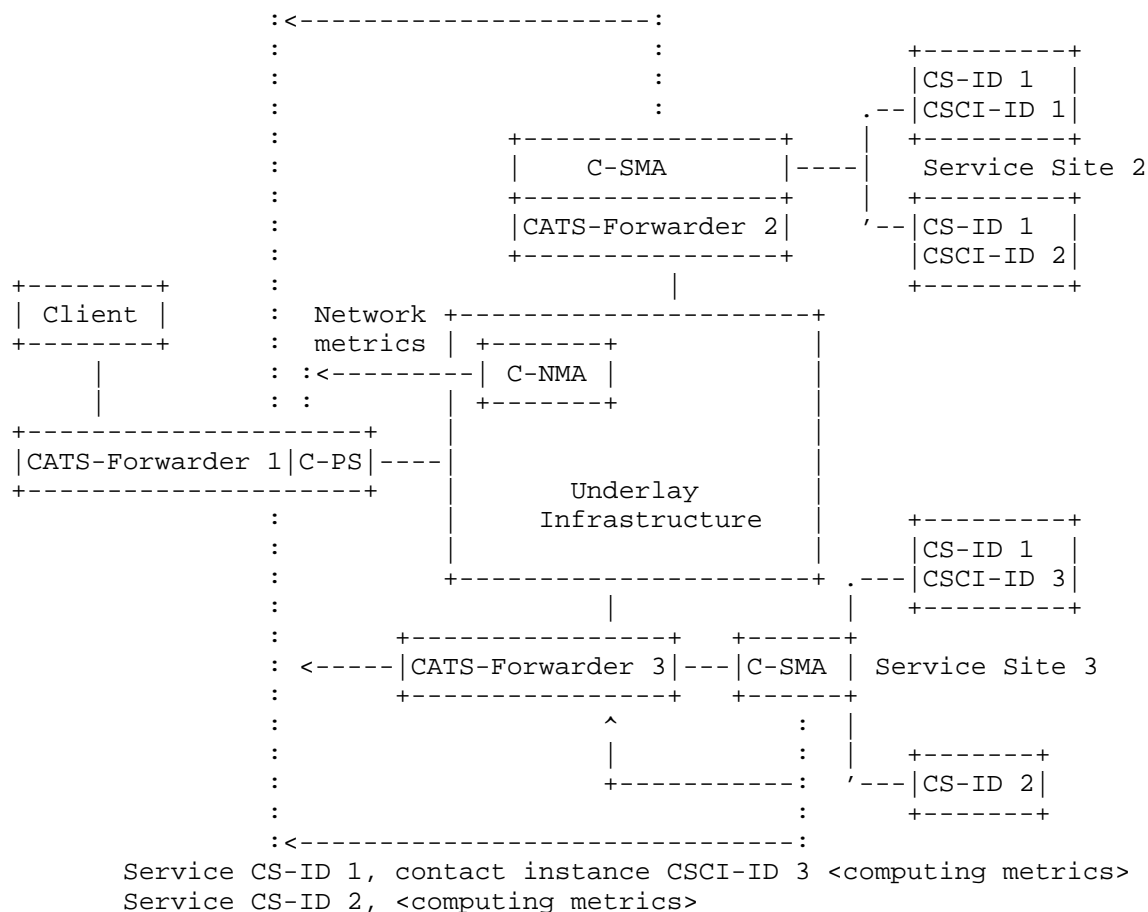 CS-ID 1
CSCI-ID 1
C-SMA
Service Site 2
CATS-Forwarder 2
CS-ID 1
CSCI-ID 2
Client
Network
metrics
C-NMA
CATS-Forwarder 1
C-PS
Underlay
Infrastructure
CS-ID 1
CSCI-ID 3
CATS-Forwarder 3
C-SMA
Service Site 3
CS-ID 2
Service CS-ID 1, contact instance CSCI-ID 3 <computing metrics>
Service CS-ID 2, <computing metrics>